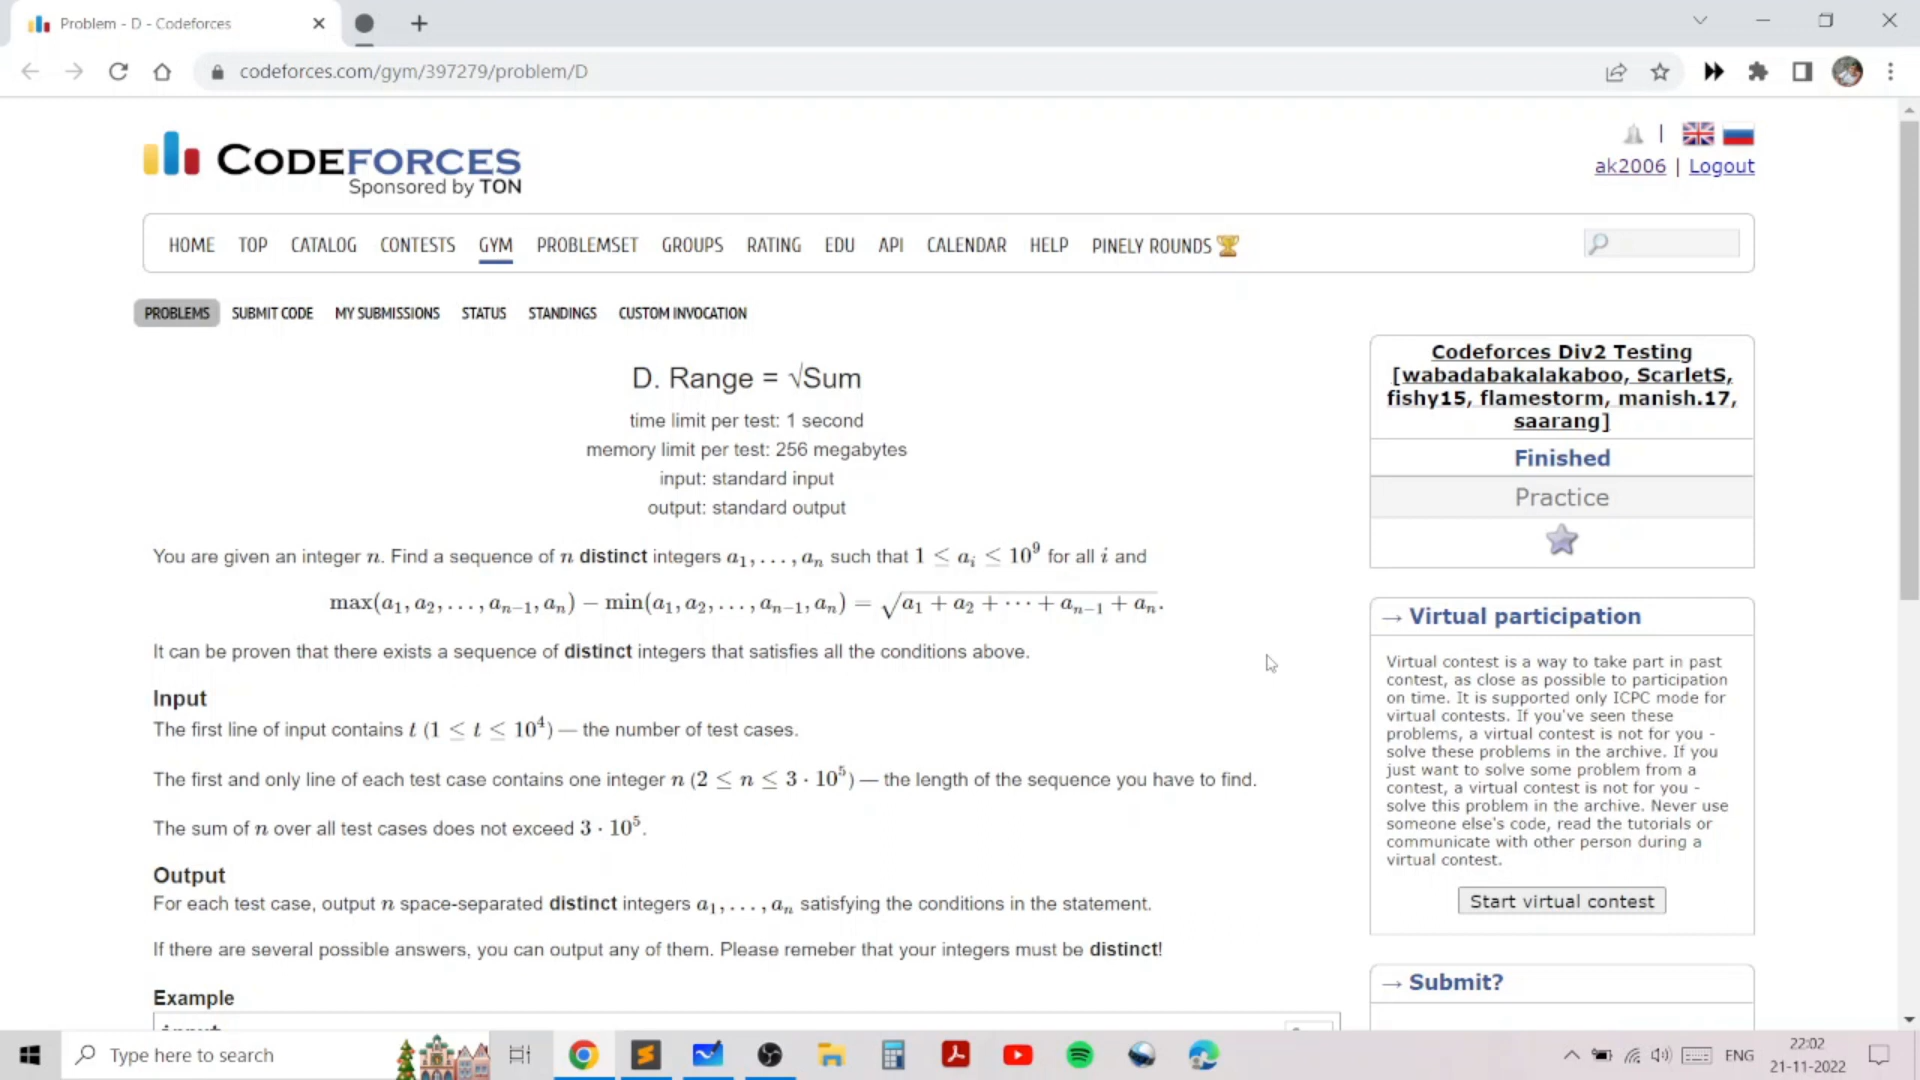 Problem - D - Codeforces
codeforces.com/gym/397279/problem/D
CODEFORCES
Sponsored by TON
ak2006 | Logout
HOME TOP CATALOG CONTESTS GYM PROBLEMSET GROUPS RATING EDU API CALENDAR HELP PINELY ROUNDS
PROBLEMS SUBMIT CODE MY SUBMISSIONS STATUS STANDINGS CUSTOM INVOCATION
D. Range = √Sum
time limit per test: 1 second
memory limit per test: 256 megabytes
input: standard input
output: standard output
You are given an integer n. Find a sequence of n distinct integers a₁, . . . , aₙ such that 1 ≤ aᵢ ≤ 10⁹ for all i and
max(a₁, a₂, . . . , aₙ₋₁, aₙ) − min(a₁, a₂, . . . , aₙ₋₁, aₙ) = √(a₁ + a₂ + · · · + aₙ₋₁ + aₙ).
It can be proven that there exists a sequence of distinct integers that satisfies all the conditions above.
Input
The first line of input contains t (1 ≤ t ≤ 10⁴) — the number of test cases.
The first and only line of each test case contains one integer n (2 ≤ n ≤ 3 · 10⁵) — the length of the sequence you have to find.
The sum of n over all test cases does not exceed 3 · 10⁵.
Output
For each test case, output n space-separated distinct integers a₁, . . . , aₙ satisfying the conditions in the statement.
If there are several possible answers, you can output any of them. Please remeber that your integers must be distinct!
Example
Codeforces Div2 Testing
[wabadabakalakaboo, ScarletS,
fishy15, flamestorm, manish.17,
saarang]
Finished
Practice
→ Virtual participation
Virtual contest is a way to take part in past
contest, as close as possible to participation
on time. It is supported only ICPC mode for
virtual contests. If you've seen these
problems, a virtual contest is not for you -
solve these problems in the archive. If you
just want to solve some problem from a
contest, a virtual contest is not for you -
solve this problem in the archive. Never use
someone else's code, read the tutorials or
communicate with other person during a
virtual contest.
Start virtual contest
→ Submit?
Type here to search
ENG
22:02
21-11-2022